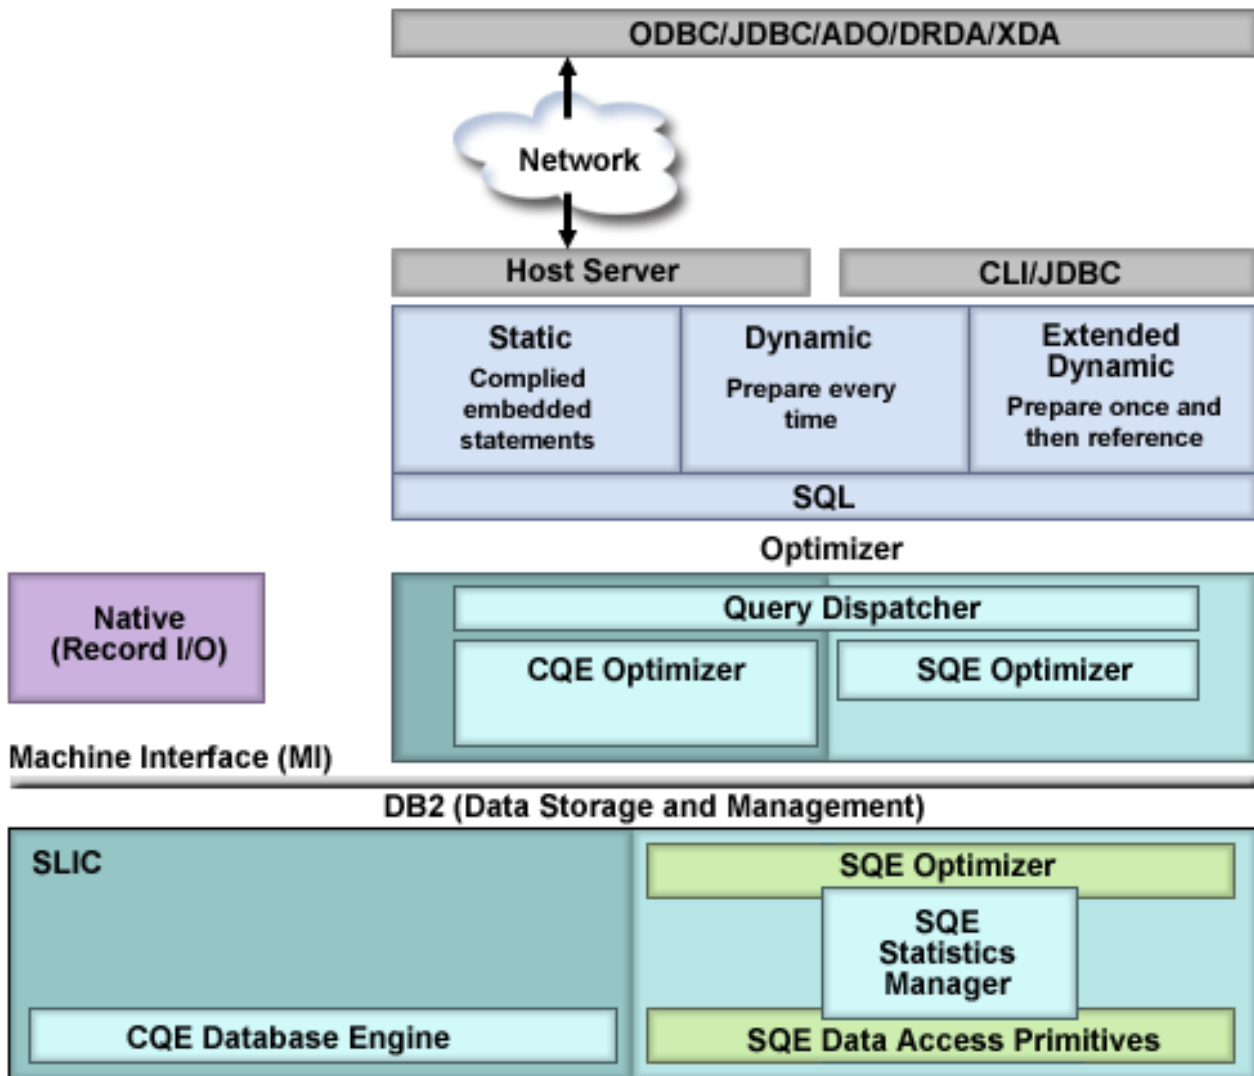 ODBC/JDBC/ADO/DRDA/XDA
Network
Host Server
CLI/JDBC
Static
Complied
embedded
statements
Dynamic
Prepare every
time
Extended
Dynamic
Prepare once and
then reference
SQL
Optimizer
Native
(Record I/O)
Query Dispatcher
CQE Optimizer
SQE Optimizer
Machine Interface (MI)
DB2 (Data Storage and Management)
SLIC
SQE Optimizer
SQE
Statistics
Manager
CQE Database Engine
SQE Data Access Primitives